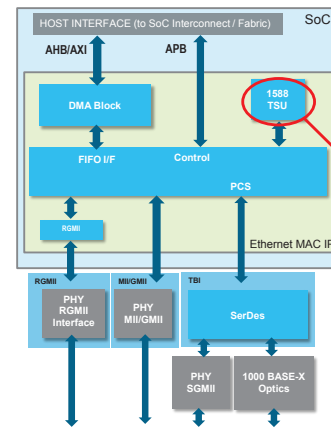 SoC
HOST INTERFACE (to SoC Interconnect / Fabric)
AHB/AXI
APB
DMA Block
1588
TSU
FIFO I/F
Control
PCS
RGMII
Ethernet MAC IP
RGMII
MII/GMII
TBI
PHY
RGMII
Interface
PHY
MII/GMII
SerDes
PHY
SGMII
1000 BASE-X
Optics